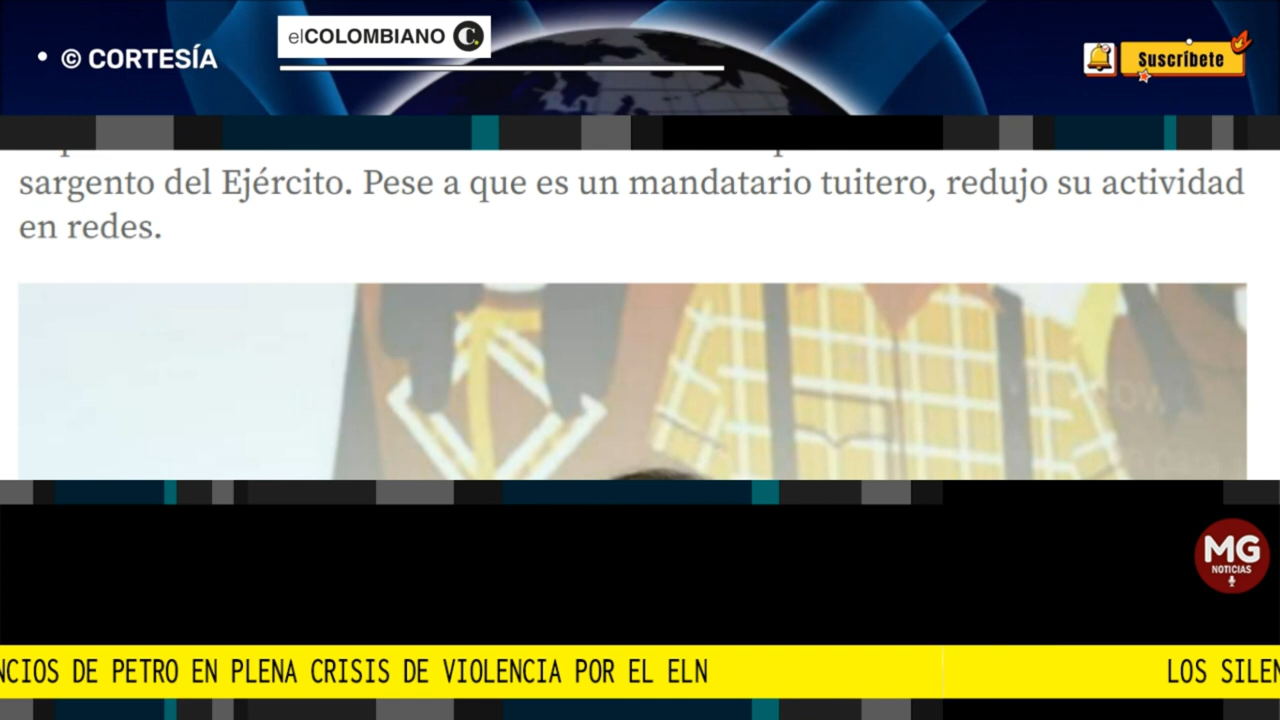 • © CORTESÍA
elCOLOMBIANO
Suscríbete
sargento del Ejército. Pese a que es un mandatario tuitero, redujo su actividad
en redes.
MG
NOTICIAS
NCIOS DE PETRO EN PLENA CRISIS DE VIOLENCIA POR EL ELN
LOS SILEN